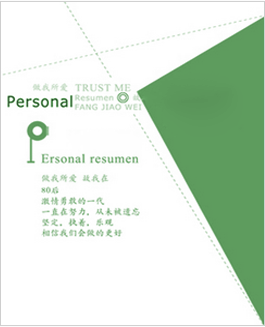 做我所爱 TRUST ME
Personal Resumen
FANG JIAO WEI
Ersonal resumen
做我所爱 敌我在
80后
激情勇敢的一代
一直在努力，从未被遗忘
坚定，执着，乐观
相信我们会做的更好